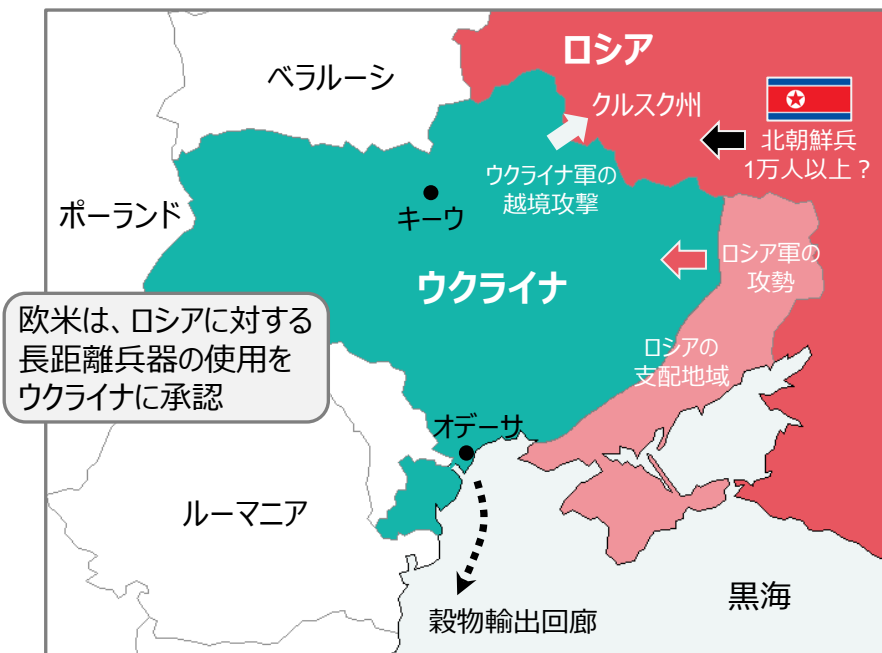 ロシア
ベラルーシ
クルスク州
北朝鮮兵
1万人以上？
ウクライナ軍の
越境攻撃
ポーランド
キーウ
ロシア軍の
攻勢
ウクライナ
欧米は、ロシアに対する
長距離兵器の使用を
ウクライナに承認
ロシアの
支配地域
オデーサ
ルーマニア
黒海
穀物輸出回廊